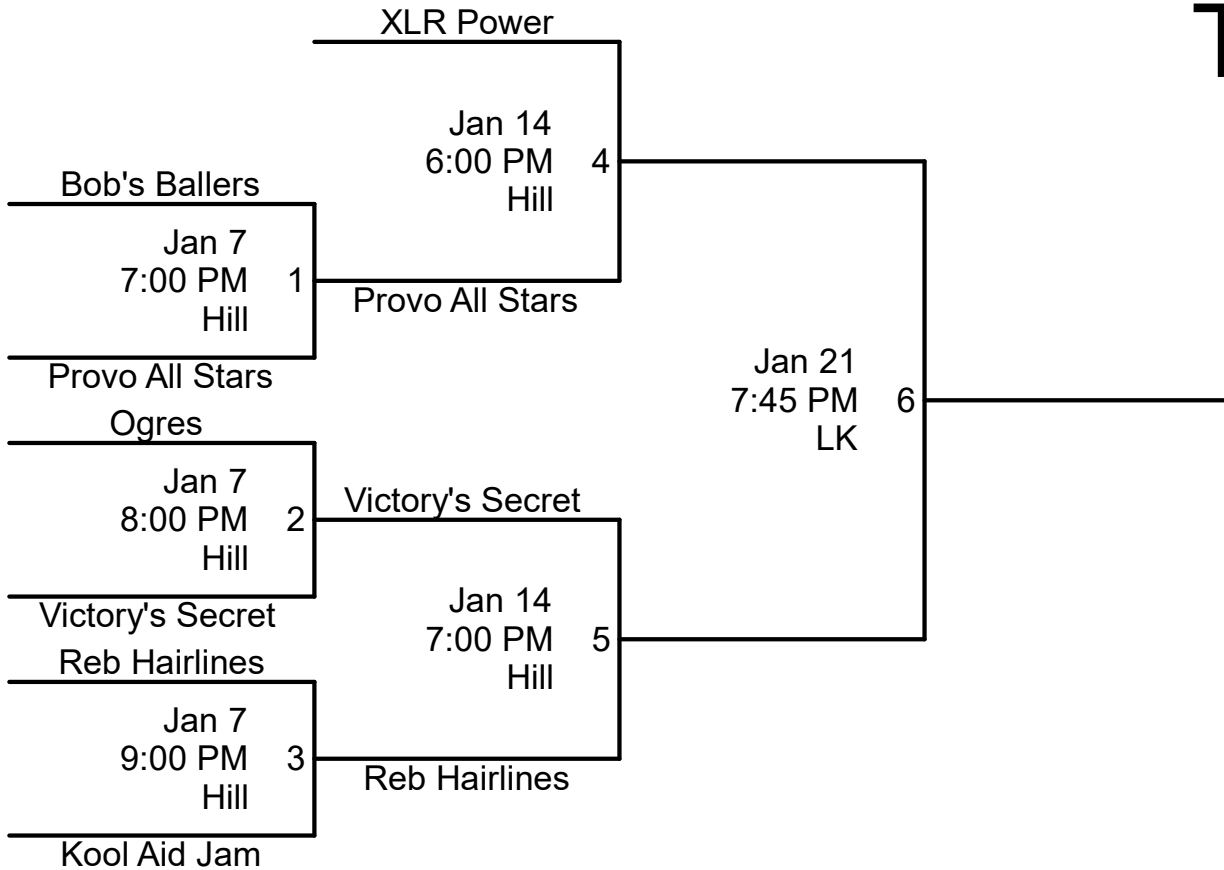 XLR Power
Jan 14
6:00 PM 4
Hill
Bob's Ballers
Jan 7
7:00 PM 1
Hill
Provo All Stars
Provo All Stars
Ogres
Jan 7
8:00 PM 2
Hill
Victory's Secret
Victory's Secret
Reb Hairlines
Jan 7
9:00 PM 3
Hill
Kool Aid Jam
Jan 14
7:00 PM 5
Hill
Reb Hairlines
Jan 21
7:45 PM 6
LK